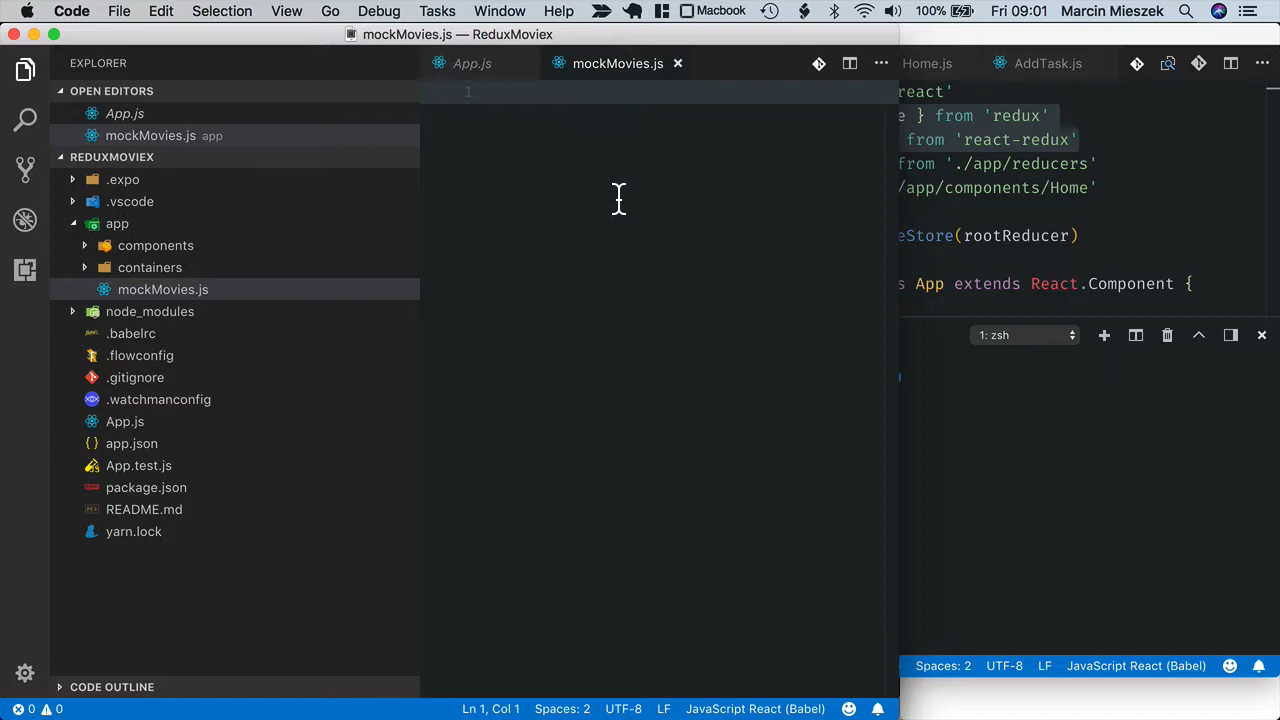 Code File Edit Selection View Go Debug Tasks Window Help Macbook 100% Fri 09:01 Marcin Mieszek
mockMovies.js — ReduxMoviex
EXPLORER
OPEN EDITORS
App.js
mockMovies.js app
REDUXMOVIEX
.expo
.vscode
app
components
containers
mockMovies.js
node_modules
.babelrc
.flowconfig
.gitignore
.watchmanconfig
App.js
app.json
App.test.js
package.json
README.md
yarn.lock
CODE OUTLINE
App.js mockMovies.js
1
Home.js AddTask.js
react'
e } from 'redux'
from 'react-redux'
from './app/reducers'
/app/components/Home'
eStore(rootReducer)
s App extends React.Component {
1: zsh
Spaces: 2 UTF-8 LF JavaScript React (Babel)
0 0 Ln 1, Col 1 Spaces: 2 UTF-8 LF JavaScript React (Babel)